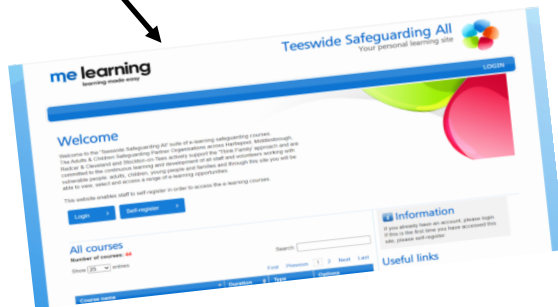 me learning
learning made easy
Teeswide Safeguarding All
Your personal learning site
LOGIN
Welcome
Welcome to the 'Teeswide Safeguarding All' suite of e-learning safeguarding courses.
The Adults & Children Safeguarding Partner Organisations across Hartlepool, Middlesbrough,
Redcar & Cleveland and Stockton-on-Tees actively support the 'Think Family' approach and are
committed to the continuous learning and development of all staff and volunteers working with
vulnerable people: adults, children, young people and families and through this site you will be
able to view, select and access a range of e-learning opportunities.
This website enables staff to self-register in order to access the e-learning courses.
Login
Self-register
All courses
Number of courses: 44
Show 25 entries
Search:
First Previous 1 2 Next Last
Course name Duration Type Options
Information
If you already have an account, please login.
If this is the first time you have accessed this
site, please self-register
Useful links